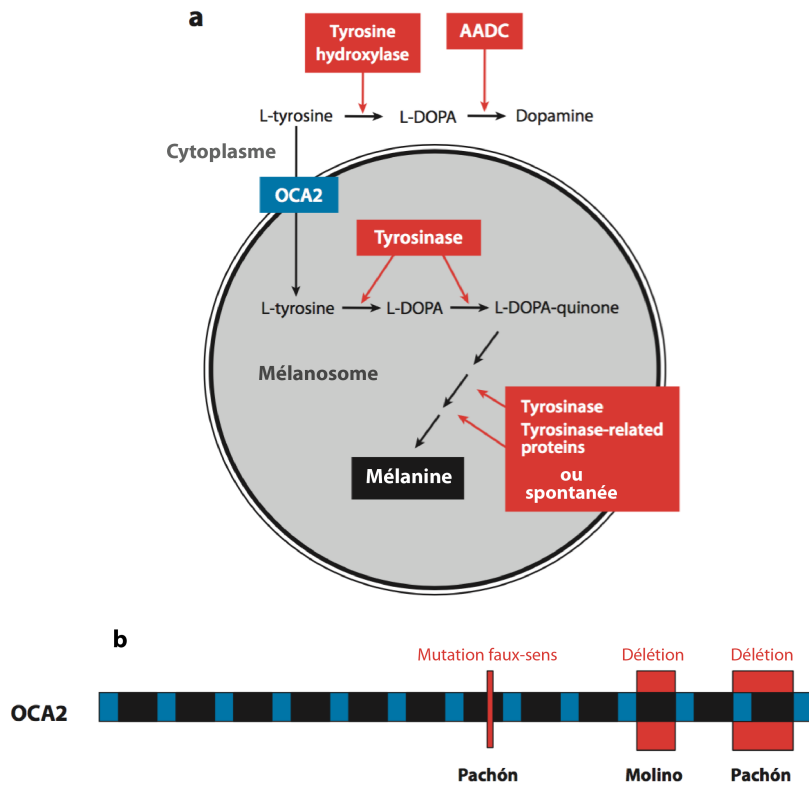 a
Tyrosine
hydroxylase
AADC
L-tyrosine
L-DOPA
Dopamine
Cytoplasme
OCA2
Tyrosinase
L-tyrosine
L-DOPA
L-DOPA-quinone
Mélanosome
Tyrosinase
Tyrosinase-related
proteins
ou
spontanée
Mélanine
b
Mutation faux-sens
Délétion
Délétion
OCA2
Pachón
Molino
Pachón